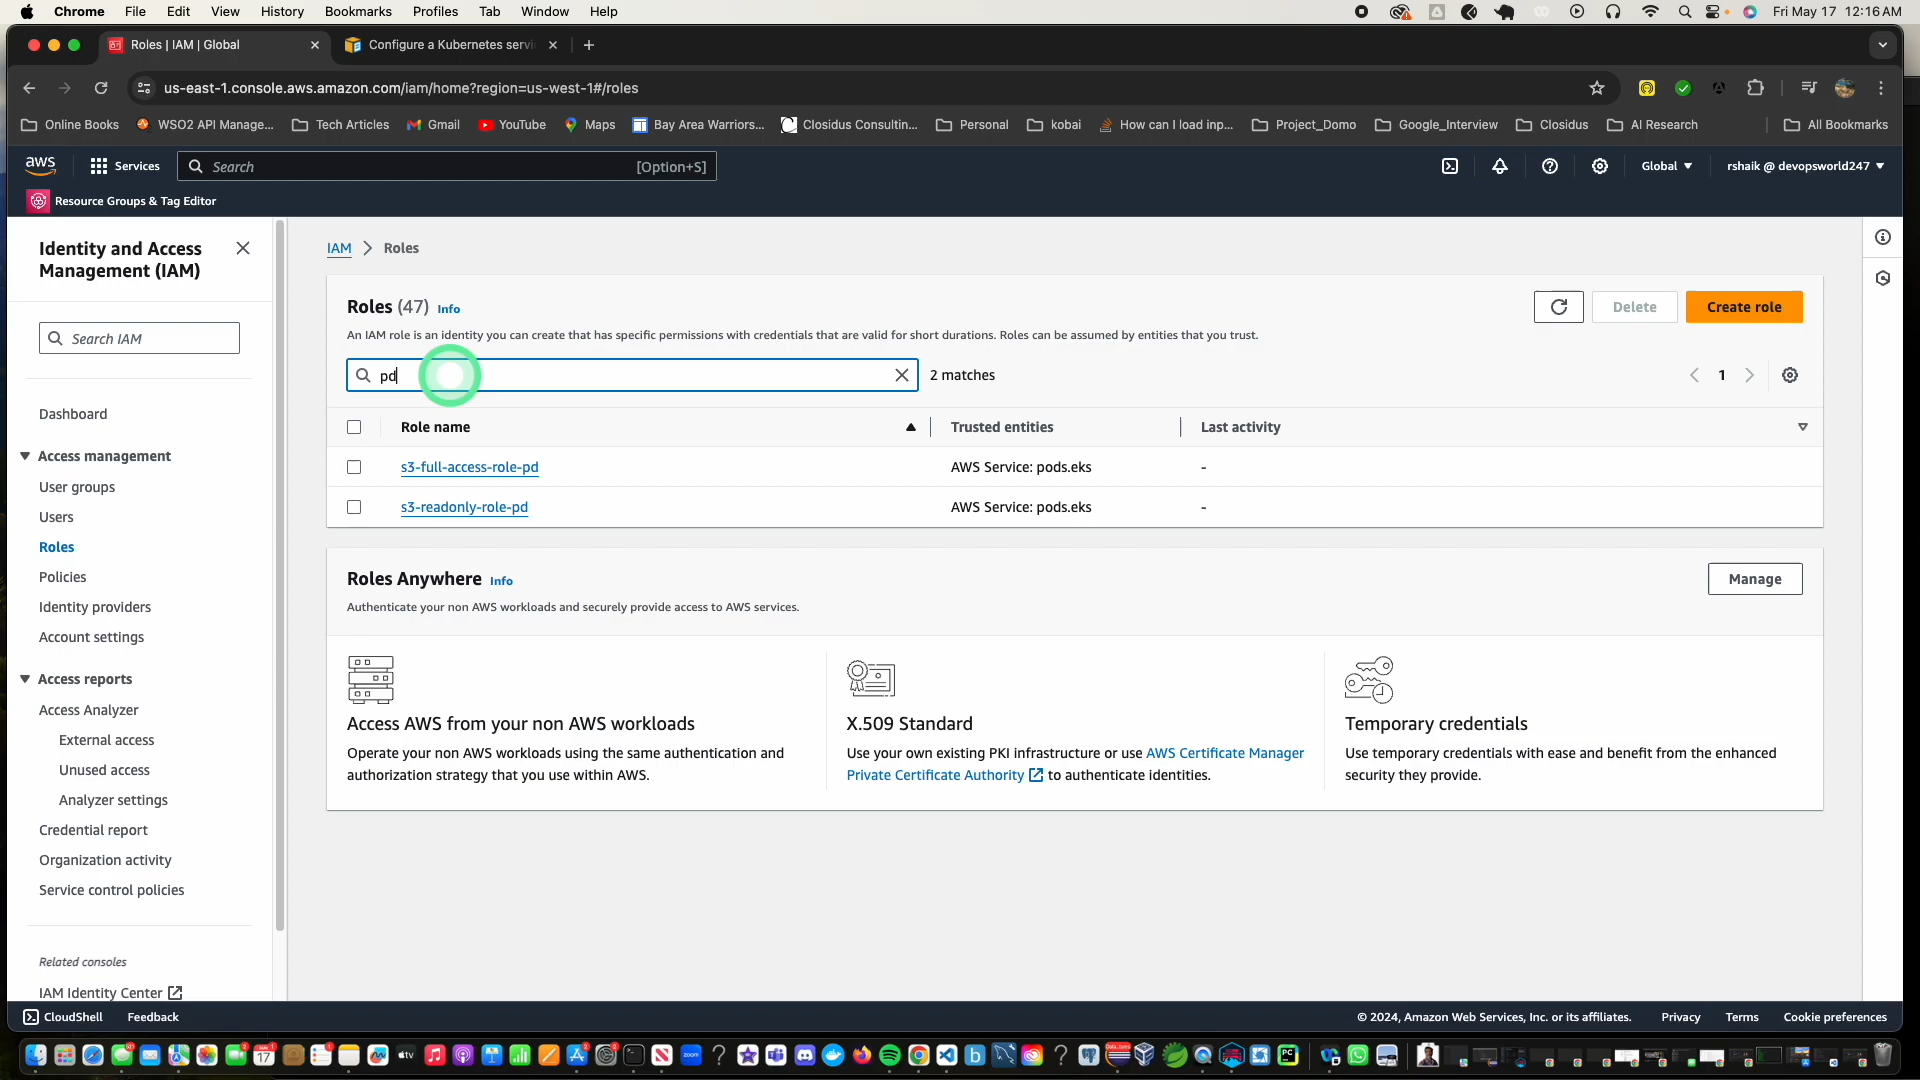 Chrome File Edit View History Bookmarks Profiles Tab Window Help Fri May 17 12:16 AM
Roles | IAM | Global Configure a Kubernetes servi
us-east-1.console.aws.amazon.com/iam/home?region=us-west-1#/roles
Online Books WSO2 API Manage... Tech Articles Gmail YouTube Maps Bay Area Warriors... Closidus Consultin... Personal kobai How can I load inp... Project_Domo Google_Interview Closidus AI Research All Bookmarks
aws Services Search [Option+S] Global rshaik @ devopsworld247
Resource Groups & Tag Editor
Identity and Access
Management (IAM)
Search IAM
Dashboard
Access management
User groups
Users
Roles
Policies
Identity providers
Account settings
Access reports
Access Analyzer
External access
Unused access
Analyzer settings
Credential report
Organization activity
Service control policies
Related consoles
IAM Identity Center
IAM > Roles
Roles (47) Info
Delete Create role
An IAM role is an identity you can create that has specific permissions with credentials that are valid for short durations. Roles can be assumed by entities that you trust.
pd 2 matches 1
Role name Trusted entities Last activity
s3-full-access-role-pd AWS Service: pods.eks -
s3-readonly-role-pd AWS Service: pods.eks -
Roles Anywhere Info Manage
Authenticate your non AWS workloads and securely provide access to AWS services.
Access AWS from your non AWS workloads
Operate your non AWS workloads using the same authentication and
authorization strategy that you use within AWS.
X.509 Standard
Use your own existing PKI infrastructure or use AWS Certificate Manager
Private Certificate Authority to authenticate identities.
Temporary credentials
Use temporary credentials with ease and benefit from the enhanced
security they provide.
CloudShell Feedback © 2024, Amazon Web Services, Inc. or its affiliates. Privacy Terms Cookie preferences
17 tv zoom PC